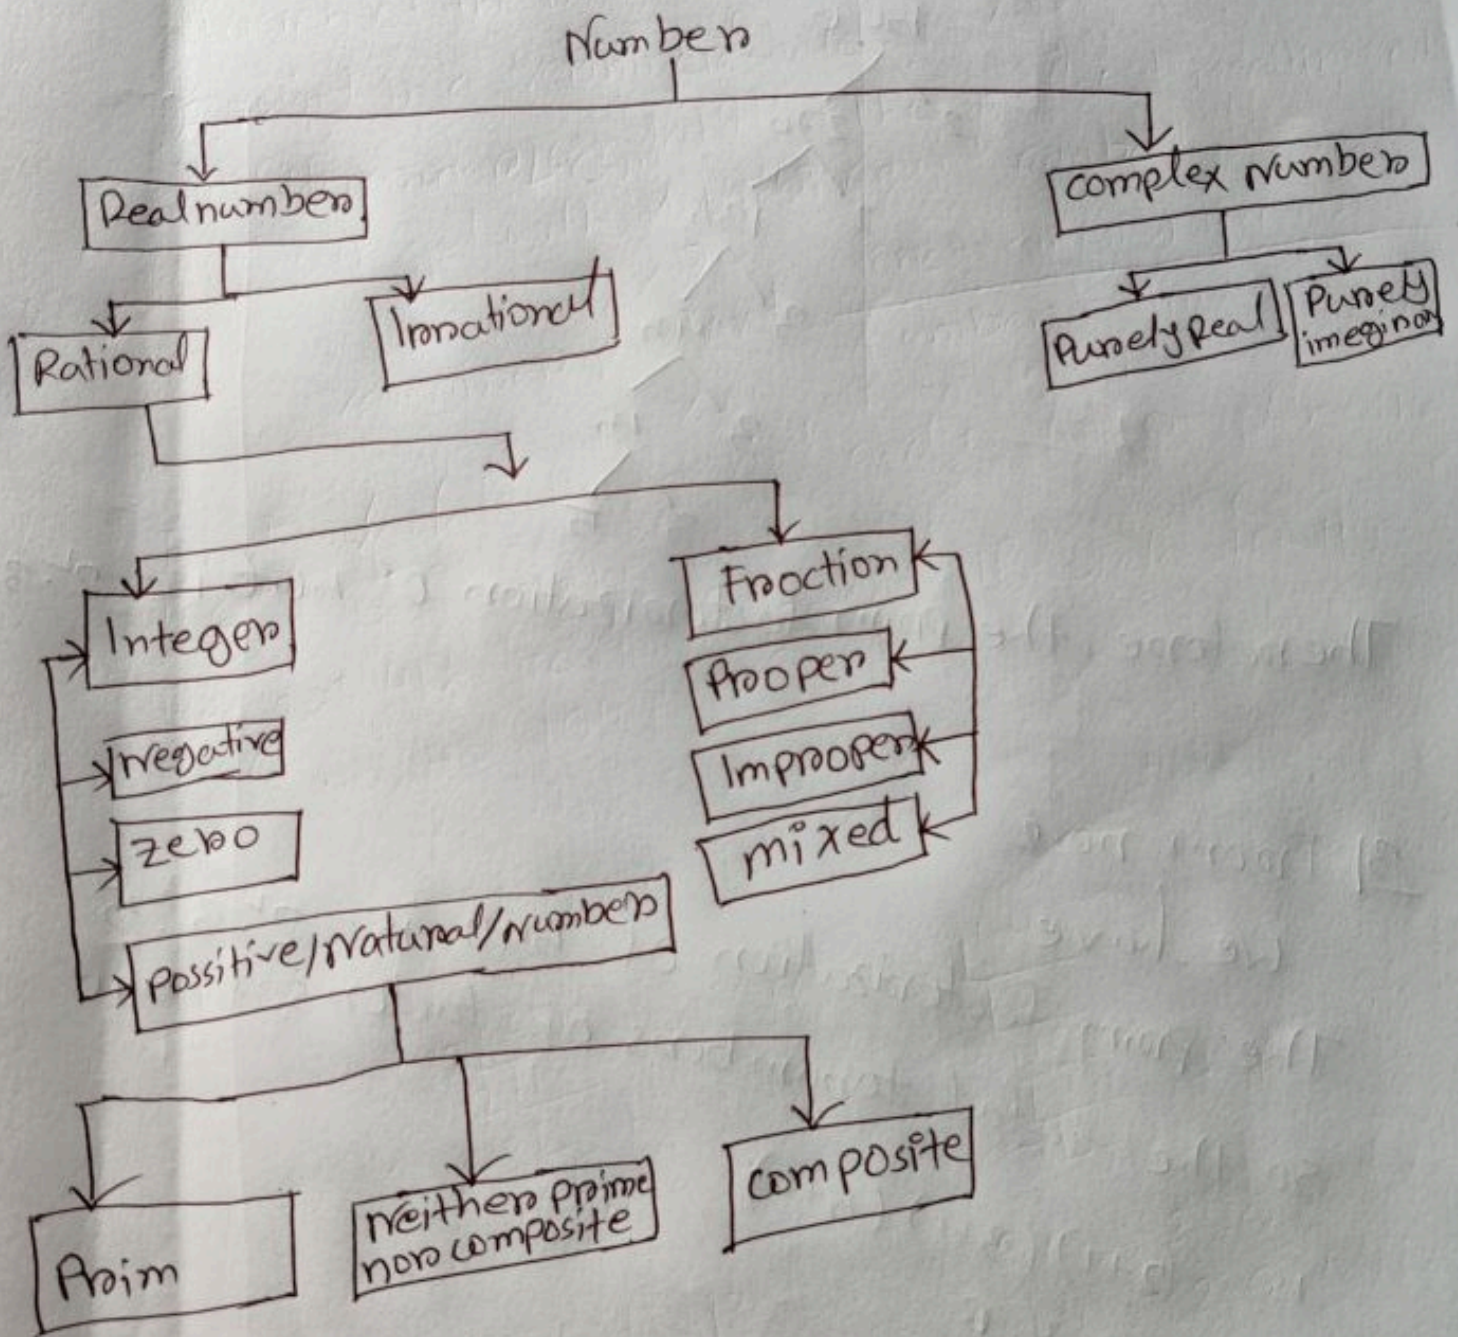 Number
Real number
Complex Number
Rational
Irrational
Purely Real
Purely
imeginary
Integer
Negative
Zero
Possitive/Natural/Number
Fraction
Proper
Improper
mixed
Prim
Neither prime
nor composite
composite